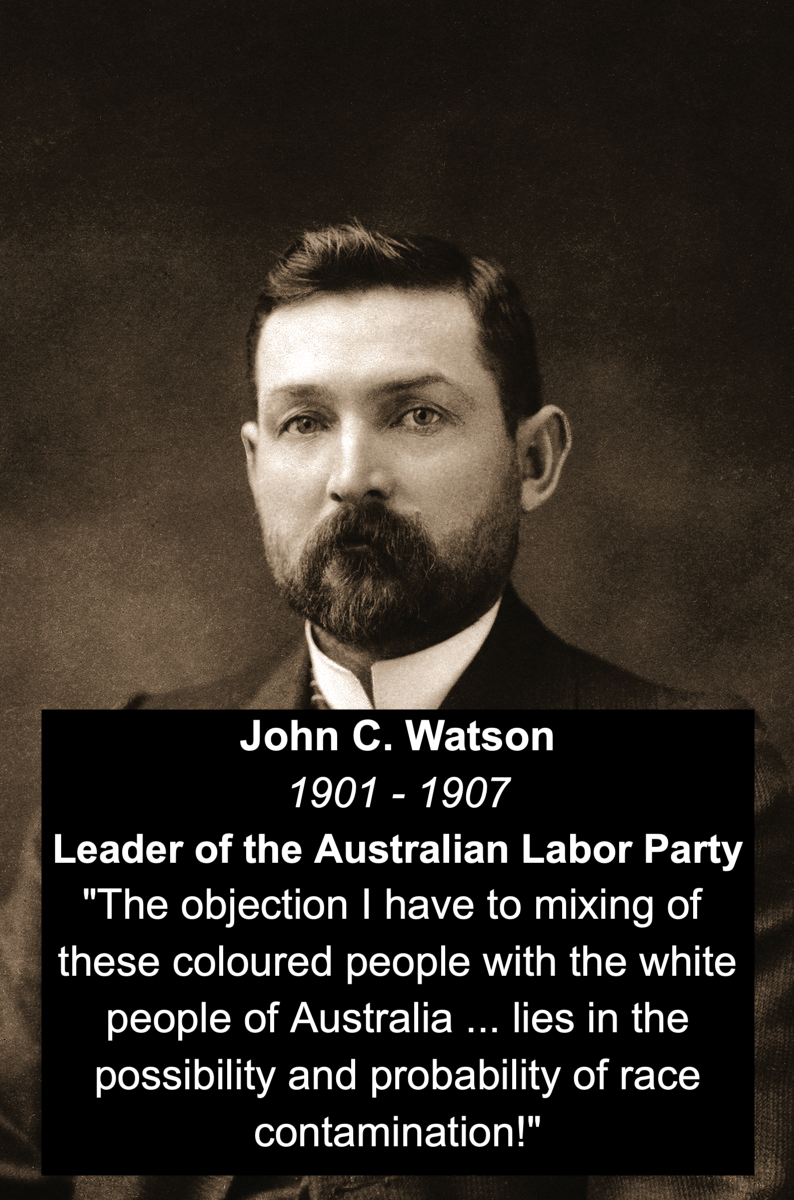 John C. Watson
1901 - 1907
Leader of the Australian Labor Party
"The objection I have to mixing of
these coloured people with the white
people of Australia ... lies in the
possibility and probability of race
contamination!"